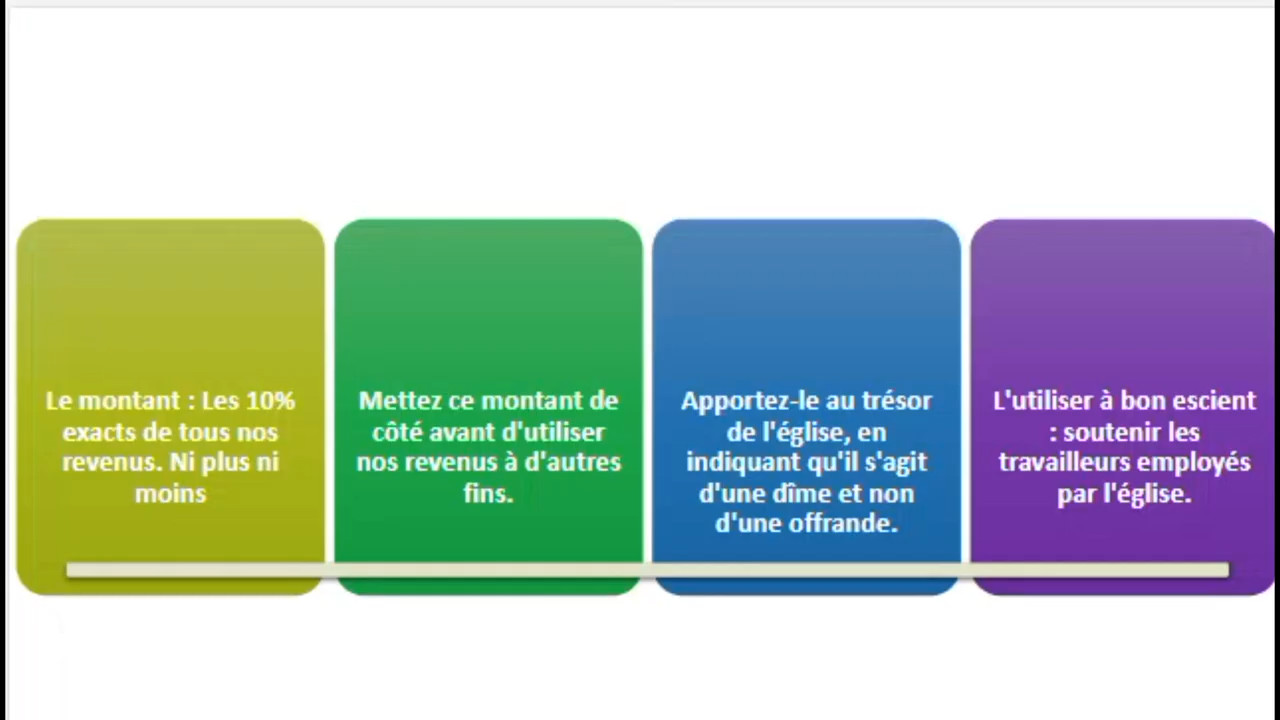 Le montant : Les 10%
exacts de tous nos
revenus. Ni plus ni
moins
Mettez ce montant de
côté avant d'utiliser
nos revenus à d'autres
fins.
Apportez-le au trésor
de l'église, en
indiquant qu'il s'agit
d'une dîme et non
d'une offrande.
L'utiliser à bon escient
: soutenir les
travailleurs employés
par l'église.